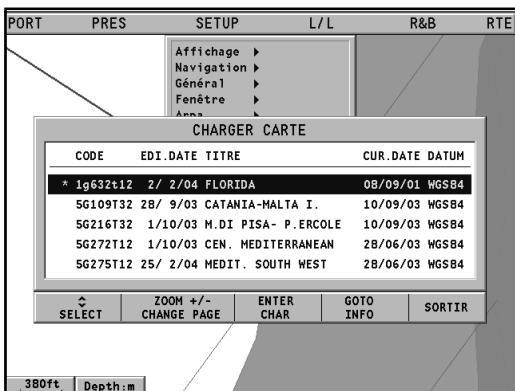 PORT PRES SETUP L/L R&B RTE
Affichage
Navigation
Général
Fenêtre
Arpa
CHARGER CARTE
CODE EDI.DATE TITRE CUR.DATE DATUM
* 1g632t12 2/ 2/04 FLORIDA 08/09/01 WGS84
5G109T32 28/ 9/03 CATANIA-MALTA I. 10/09/03 WGS84
5G216T32 1/10/03 M.DI PISA- P.ERCOLE 10/09/03 WGS84
5G272T12 1/10/03 CEN. MEDITERRANEAN 28/06/03 WGS84
5G275T12 25/ 2/04 MEDIT. SOUTH WEST 28/06/03 WGS84
SELECT ZOOM +/- CHANGE PAGE ENTER CHAR GOTO INFO SORTIR
380ft Depth:m